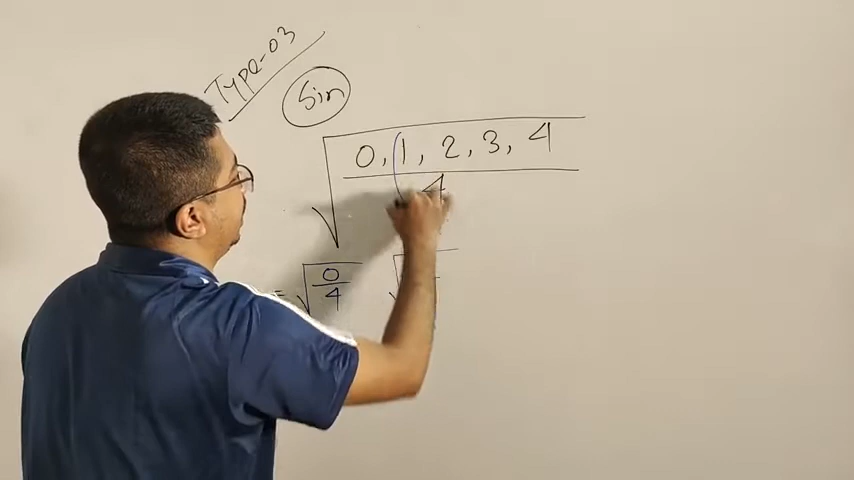 Type-03
Sin
√ 0, 1, 2, 3, 4
4
= √ 0/4 √